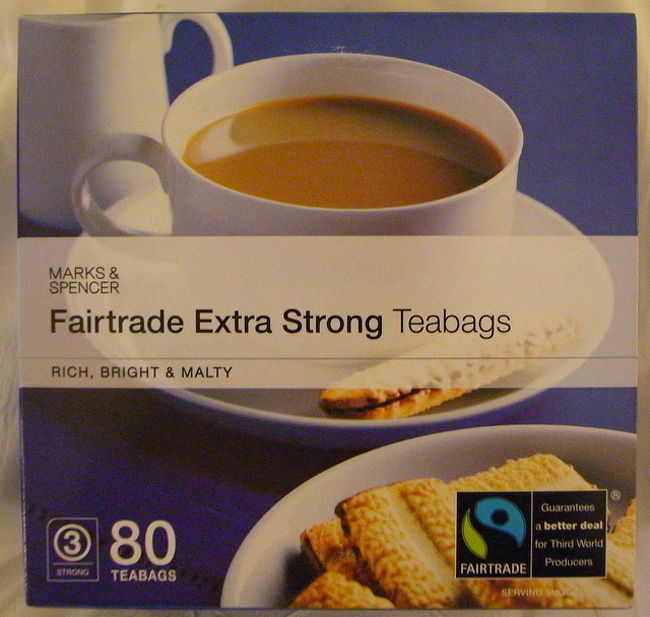 MARKS &
SPENCER
Fairtrade Extra Strong Teabags
RICH, BRIGHT & MALTY
3
STRONG
80
TEABAGS
FAIRTRADE
Guarantees
a better deal
for Third World
Producers
®
SERVING